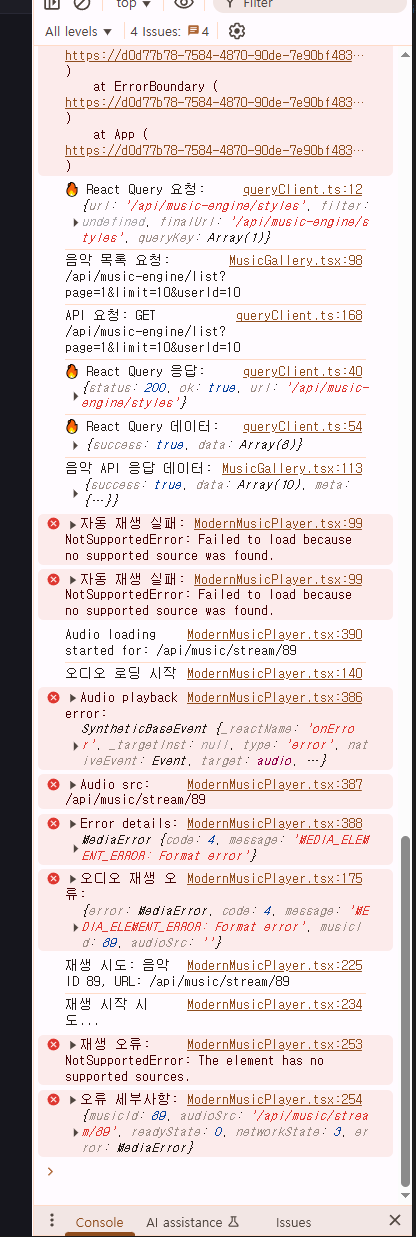 top
Filter
All levels
4 Issues:
4
https://d0d77b78-7584-4870-90de-7e90bf483…
)
at ErrorBoundary (
https://d0d77b78-7584-4870-90de-7e90bf483…
)
at App (
https://d0d77b78-7584-4870-90de-7e90bf483…
)
🔥 React Query 요청: queryClient.ts:12
{url: '/api/music-engine/styles', filter:
undefined, finalUrl: '/api/music-engine/s
tyles', queryKey: Array(1)}
음악 목록 요청: MusicGallery.tsx:98
/api/music-engine/list?
page=1&limit=10&userId=10
API 요청: GET queryClient.ts:168
/api/music-engine/list?
page=1&limit=10&userId=10
🔥 React Query 응답: queryClient.ts:40
{status: 200, ok: true, url: '/api/music-
engine/styles'}
🔥 React Query 데이터: queryClient.ts:54
{success: true, data: Array(8)}
음악 API 응답 데이터: MusicGallery.tsx:113
{success: true, data: Array(10), meta:
{…}}
자동 재생 실패: ModernMusicPlayer.tsx:99
NotSupportedError: Failed to load because
no supported source was found.
자동 재생 실패: ModernMusicPlayer.tsx:99
NotSupportedError: Failed to load because
no supported source was found.
Audio loading ModernMusicPlayer.tsx:390
started for: /api/music/stream/89
오디오 로딩 시작 ModernMusicPlayer.tsx:140
Audio playback ModernMusicPlayer.tsx:386
error:
SyntheticBaseEvent {_reactName: 'onErro
r', _targetInst: null, type: 'error', nat
iveEvent: Event, target: audio, …}
Audio src: ModernMusicPlayer.tsx:387
/api/music/stream/89
Error details: ModernMusicPlayer.tsx:388
MediaError {code: 4, message: 'MEDIA_ELEM
ENT_ERROR: Format error'}
오디오 재생 오 ModernMusicPlayer.tsx:175
류:
{error: MediaError, code: 4, message: 'ME
DIA_ELEMENT_ERROR: Format error', musicI
d: 89, audioSrc: ''}
재생 시도: 음악 ModernMusicPlayer.tsx:225
ID 89, URL: /api/music/stream/89
재생 시작 시 ModernMusicPlayer.tsx:234
도...
재생 오류: ModernMusicPlayer.tsx:253
NotSupportedError: The element has no
supported sources.
오류 세부사항: ModernMusicPlayer.tsx:254
{musicId: 89, audioSrc: '/api/music/strea
m/89', readyState: 0, networkState: 3, er
ror: MediaError}
Console
AI assistance
Issues